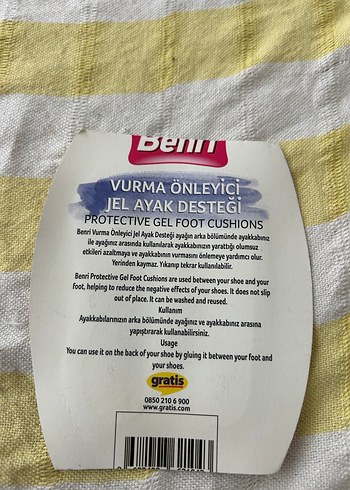 Benri
VURMA ÖNLEYİCİ
JEL AYAK DESTEĞİ
PROTECTIVE GEL FOOT CUSHIONS
Benri Vurma Önleyici Jel Ayak Desteği ayağın arka bölümünde ayakkabınız
ile ayağınız arasında kullanılarak ayakkabınızın yarattığı olumsuz
etkileri azaltmaya ve ayakkabının vurmasını önlemeye yardımcı olur.
Yerinden kaymaz. Yıkanıp tekrar kullanılabilir.
Benri Protective Gel Foot Cushions are used between your shoe and your
foot, helping to reduce the negative effects of your shoes. It does not slip
out of place. It can be washed and reused.
Kullanım
Ayakkabılarınızın arka bölümünde ayağınız ve ayakkabınız arasına
yapıştırarak kullanabilirsiniz.
Usage
You can use it on the back of your shoe by gluing it between your foot and
your shoes.
gratis
0850 210 6 900
www.gratis.com